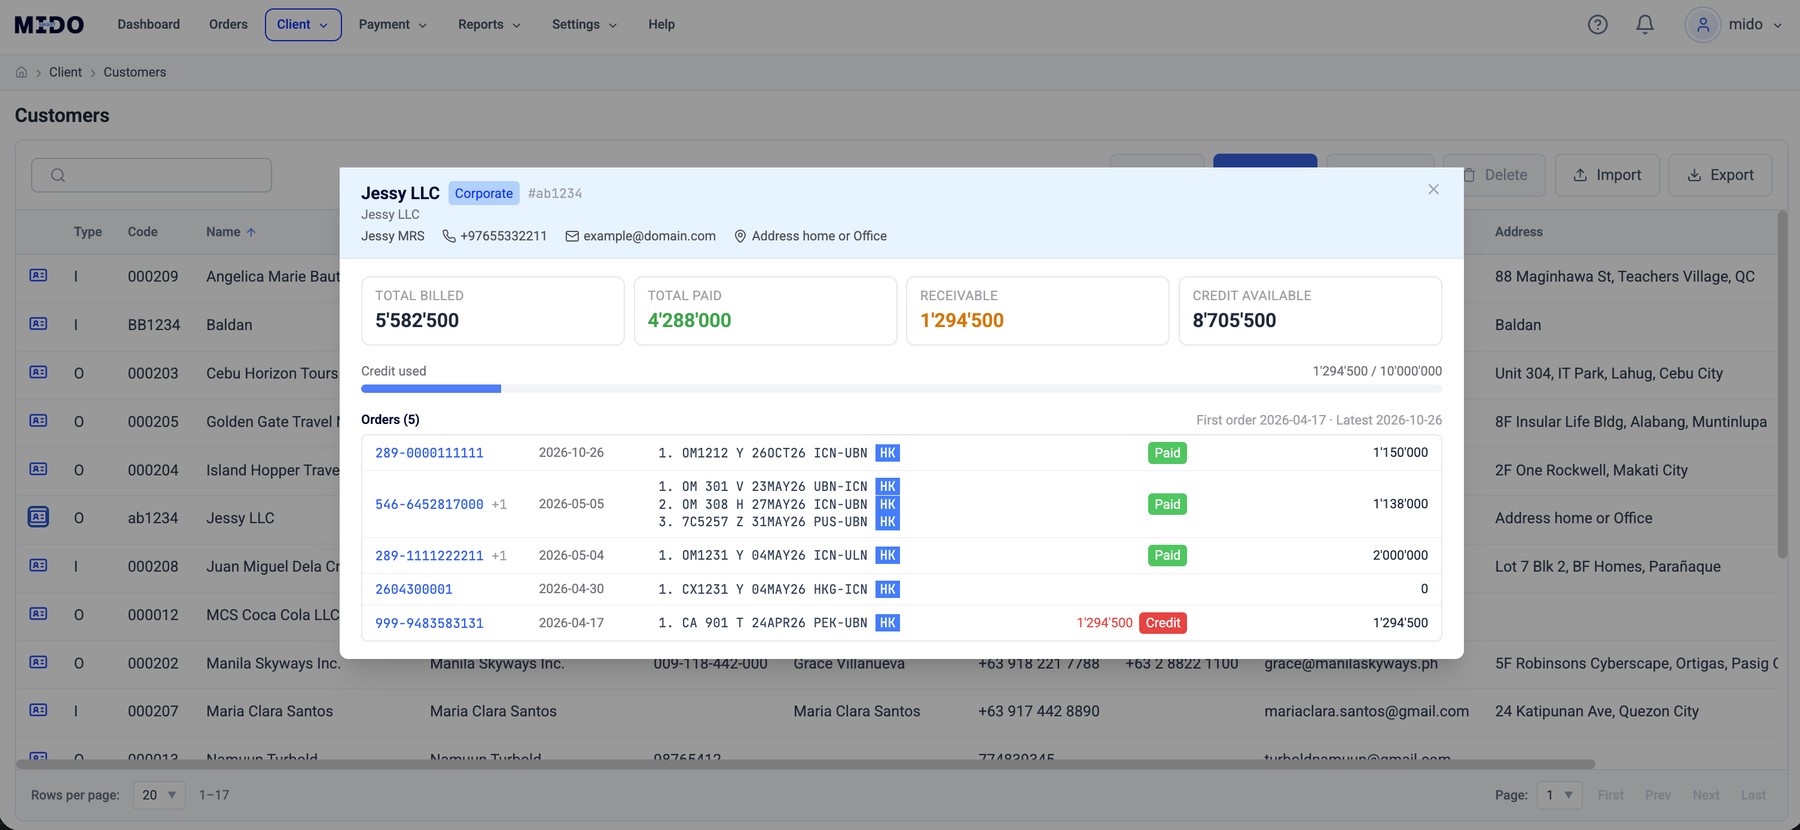 MIDO Dashboard Orders Client Payment Reports Settings Help mido
Client > Customers
Customers
Delete Import Export
Type Code Name Address
I 000209 Angelica Marie Baut 88 Maginhawa St, Teachers Village, QC
I BB1234 Baldan Baldan
O 000203 Cebu Horizon Tours Unit 304, IT Park, Lahug, Cebu City
O 000205 Golden Gate Travel 8F Insular Life Bldg, Alabang, Muntinlupa
O 000204 Island Hopper Trave 2F One Rockwell, Makati City
O ab1234 Jessy LLC Address home or Office
I 000208 Juan Miguel Dela Cr Lot 7 Blk 2, BF Homes, Parañaque
O 000012 MCS Coca Cola LLC
O 000202 Manila Skyways Inc. Manila Skyways Inc. 009-118-442-000 Grace Villanueva +63 918 221 7788 +63 2 8822 1100 grace@manilaskyways.ph 5F Robinsons Cyberscape, Ortigas, Pasig C
I 000207 Maria Clara Santos Maria Clara Santos Maria Clara Santos +63 917 442 8890 mariaclara.santos@gmail.com 24 Katipunan Ave, Quezon City
O 000013 Namuun Turbold Namuun Turbold 98765412 774839345 turboldnamuun@gmail.com
Rows per page: 20 1–17 Page: 1 First Prev Next Last
Jessy LLC Corporate #ab1234
Jessy LLC
Jessy MRS +97655332211 example@domain.com Address home or Office
TOTAL BILLED TOTAL PAID RECEIVABLE CREDIT AVAILABLE
5'582'500 4'288'000 1'294'500 8'705'500
Credit used 1'294'500 / 10'000'000
Orders (5) First order 2026-04-17 · Latest 2026-10-26
289-0000111111 2026-10-26 1. OM1212 Y 26OCT26 ICN-UBN HK Paid 1'150'000
1. OM 301 V 23MAY26 UBN-ICN HK
546-6452817000 +1 2026-05-05 2. OM 308 H 27MAY26 ICN-UBN HK Paid 1'138'000
3. 7C5257 Z 31MAY26 PUS-UBN HK
289-1111222211 +1 2026-05-04 1. OM1231 Y 04MAY26 ICN-ULN HK Paid 2'000'000
2604300001 2026-04-30 1. CX1231 Y 04MAY26 HKG-ICN HK 0
999-9483583131 2026-04-17 1. CA 901 T 24APR26 PEK-UBN HK 1'294'500 Credit 1'294'500